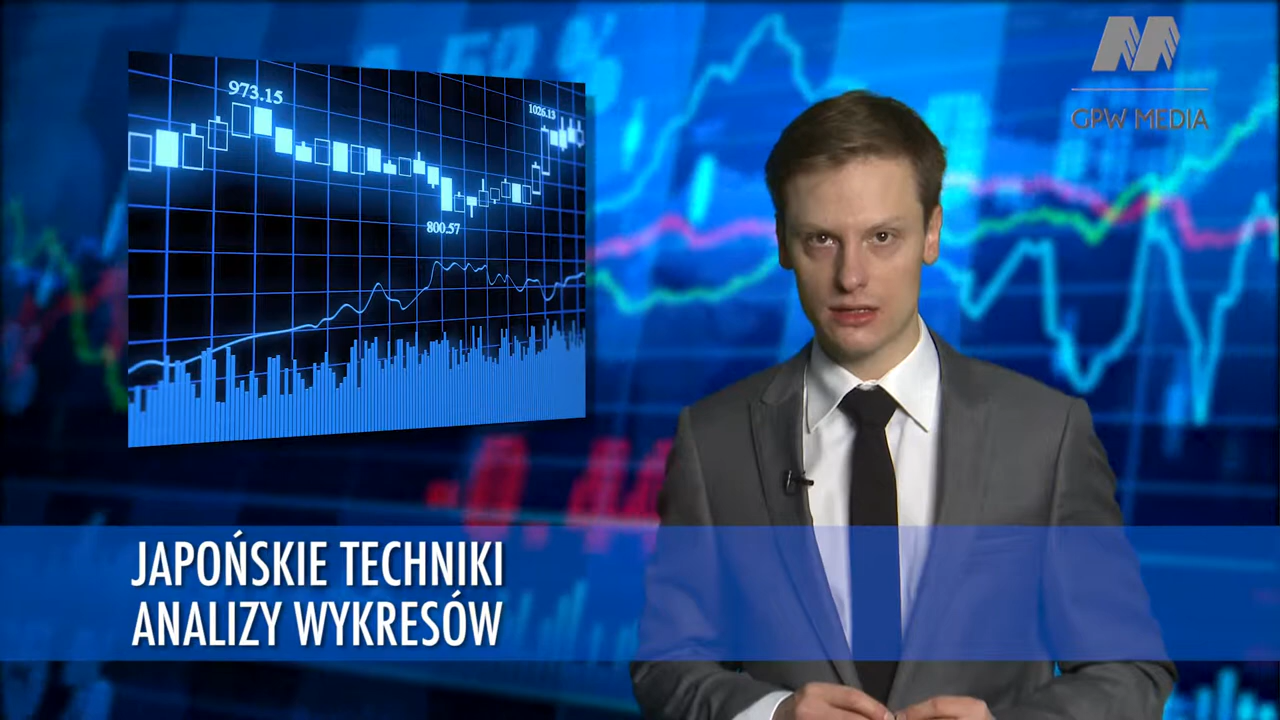 973.15
1026.13
800.57
GPW MEDIA
JAPOŃSKIE TECHNIKI
ANALIZY WYKRESÓW